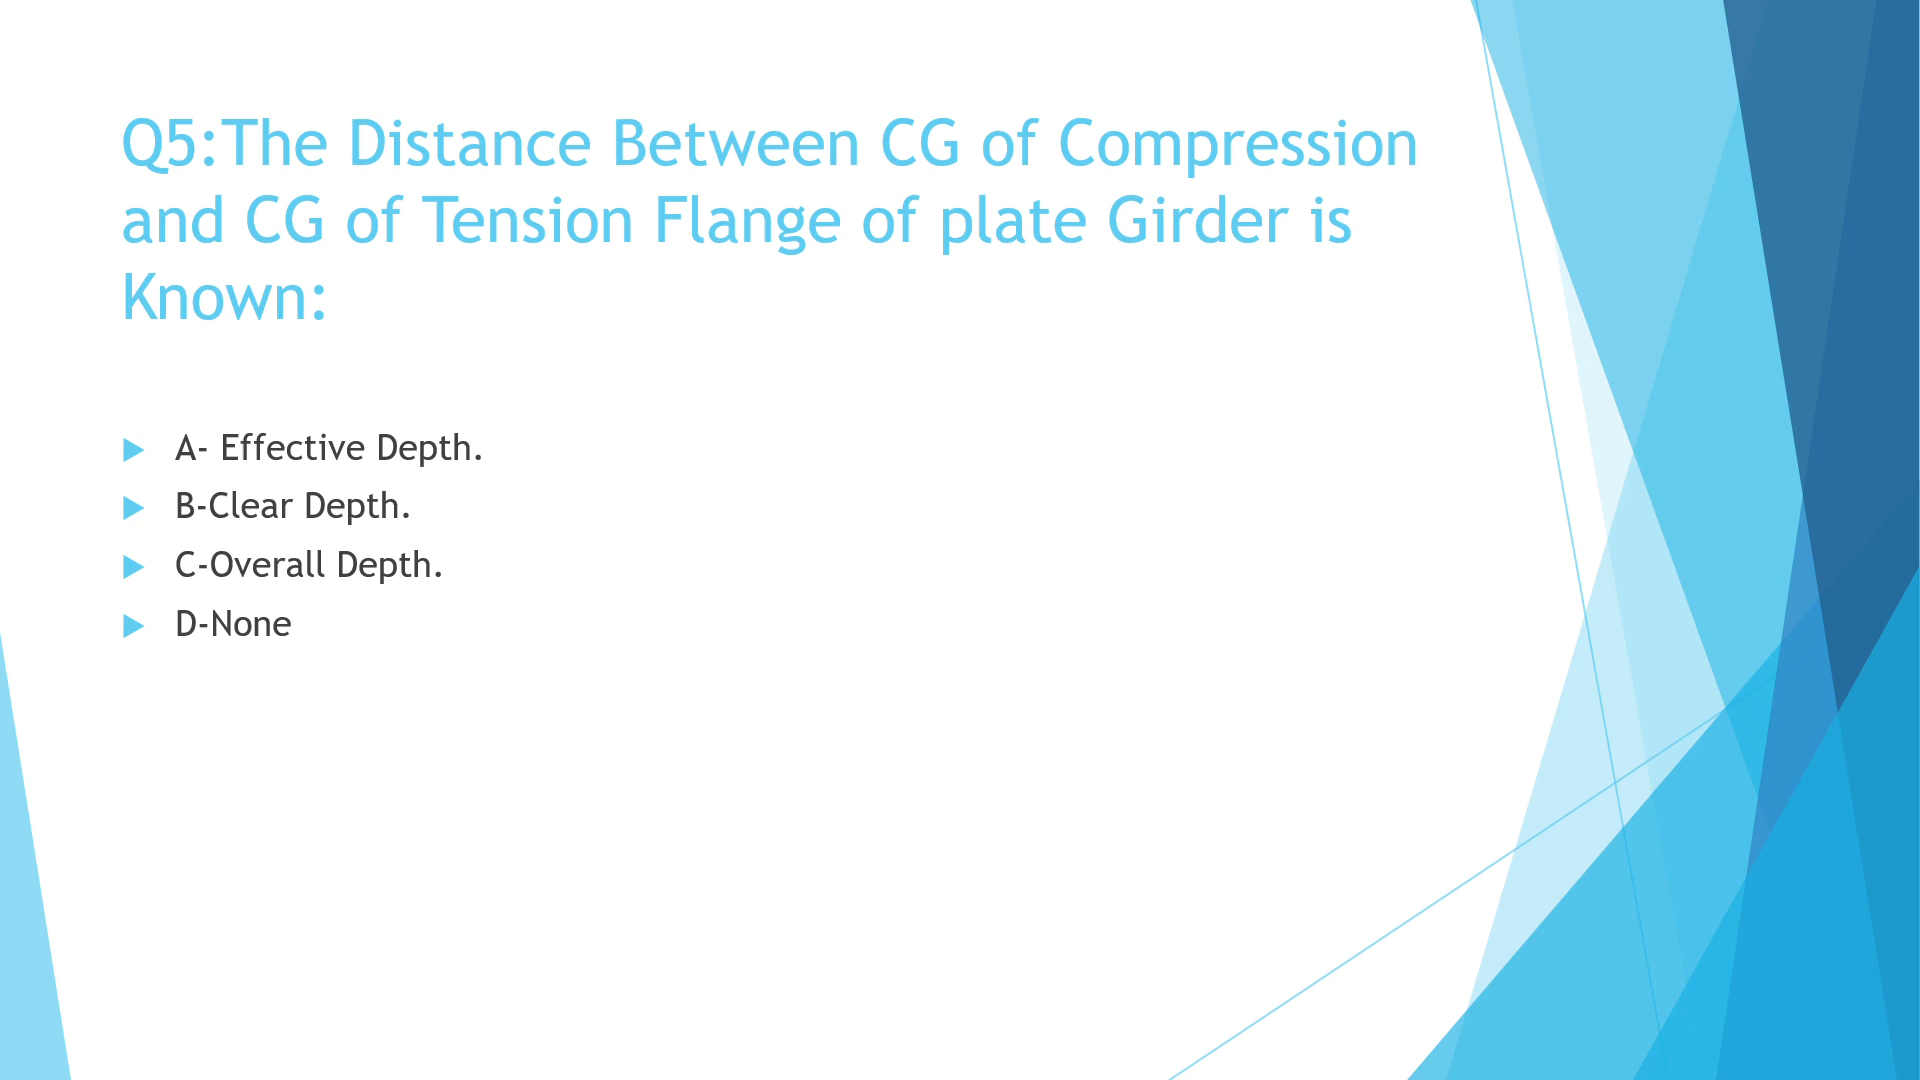 Q5:The Distance Between CG of Compression
and CG of Tension Flange of plate Girder is
Known:
A- Effective Depth.
B-Clear Depth.
C-Overall Depth.
D-None